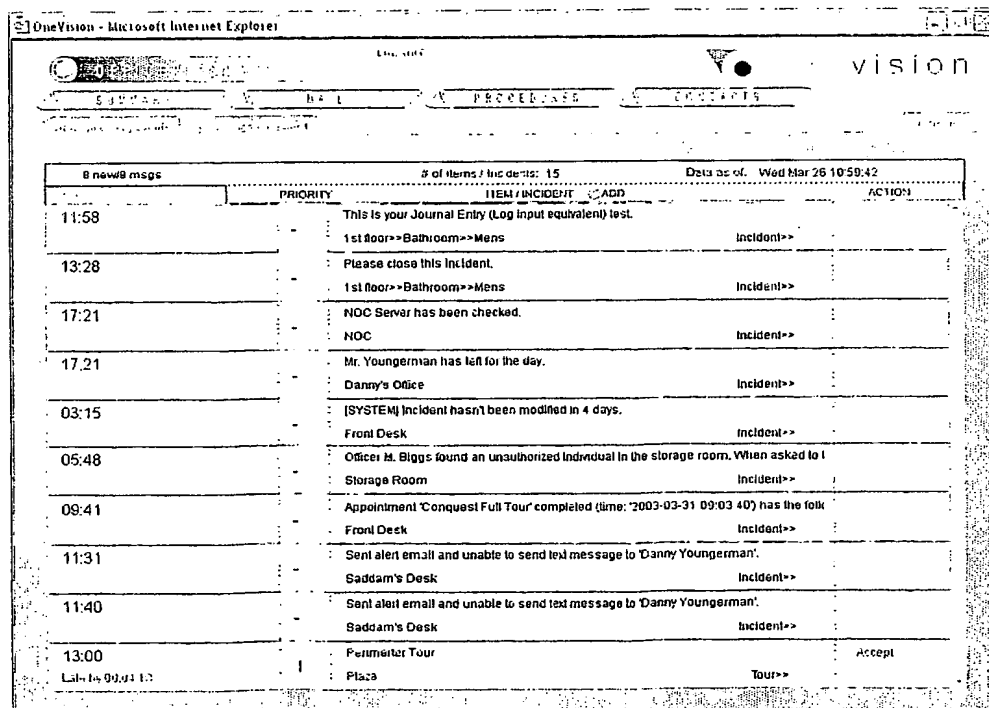 OneVision - Microsoft Internet Explorer
vision
MAIL PROCEDURES CONTACTS
8 new/8 msgs # of items / Incidents: 15 Data as of: Wed Mar 26 10:59:42
PRIORITY ITEM / INCIDENT ADD ACTION
11:58 This is your Journal Entry (Log input equivalent) test.
1st floor>>Bathroom>>Mens Incident>>
13:28 Please close this Incident.
1st floor>>Bathroom>>Mens Incident>>
17:21 NOC Server has been checked.
NOC Incident>>
17:21 Mr. Youngerman has left for the day.
Danny's Office Incident>>
03:15 [SYSTEM] Incident hasn't been modified in 4 days.
Front Desk Incident>>
05:48 Officer M. Biggs found an unauthorized individual in the storage room. When asked to l
Storage Room Incident>>
09:41 Appointment 'Conquest Full Tour' completed (time: '2003-03-31 09:03:40') has the folk
Front Desk Incident>>
11:31 Sent alert email and unable to send text message to 'Danny Youngerman'.
Saddam's Desk Incident>>
11:40 Sent alert email and unable to send text message to 'Danny Youngerman'.
Saddam's Desk Incident>>
13:00 Perimeter Tour Accept
Late by Plaza Tour>>